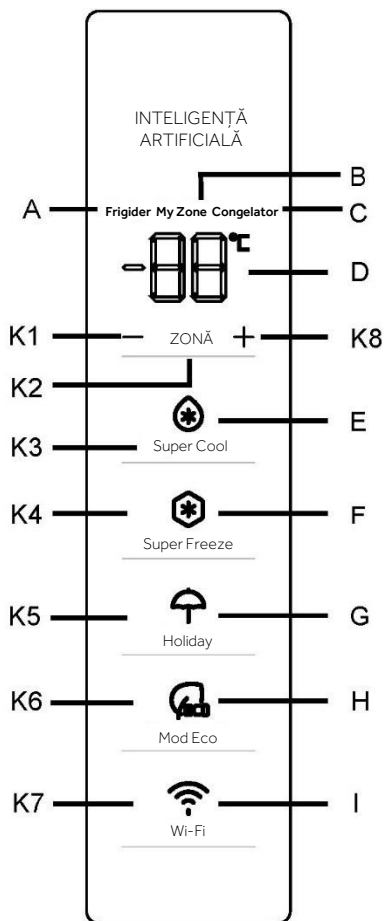 INTELIGENȚĂ
ARTIFICIALĂ
B
A
Frigider My Zone Congelator
C
-88°C
D
K1
− ZONĂ +
K8
K2
E
K3
Super Cool
K4
F
Super Freeze
K5
G
Holiday
K6
eco
H
Mod Eco
K7
I
Wi-Fi